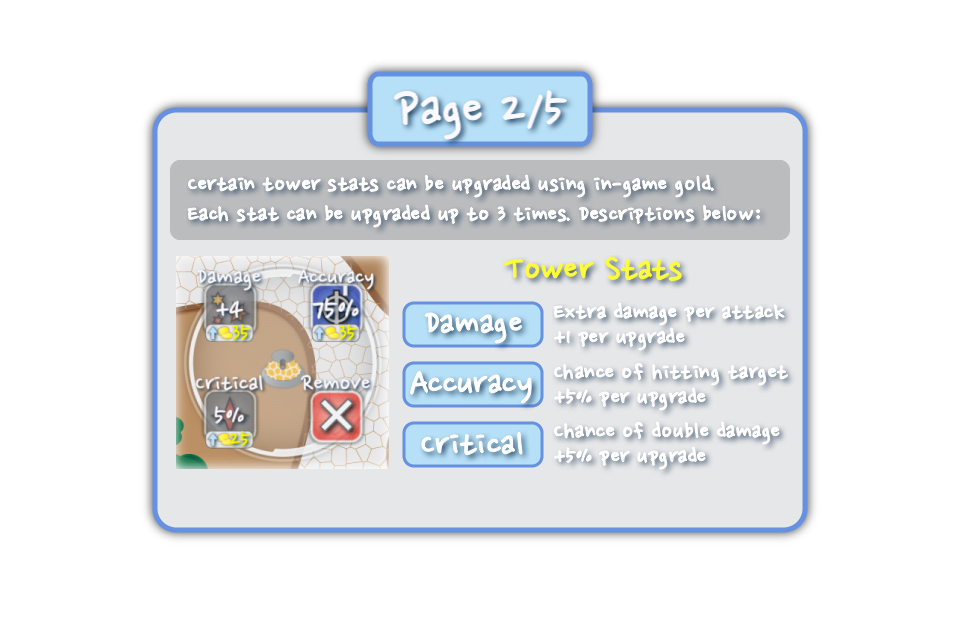 Page 2/5
Certain tower stats can be upgraded using in-game gold.
Each stat can be upgraded up to 3 times. Descriptions below:
Damage Accuracy
+4 75%
35 35
Critical Remove
5%
25
Tower Stats
Damage
Extra damage per attack
+1 per upgrade
Accuracy
Chance of hitting target
+5% per upgrade
Critical
Chance of double damage
+5% per upgrade